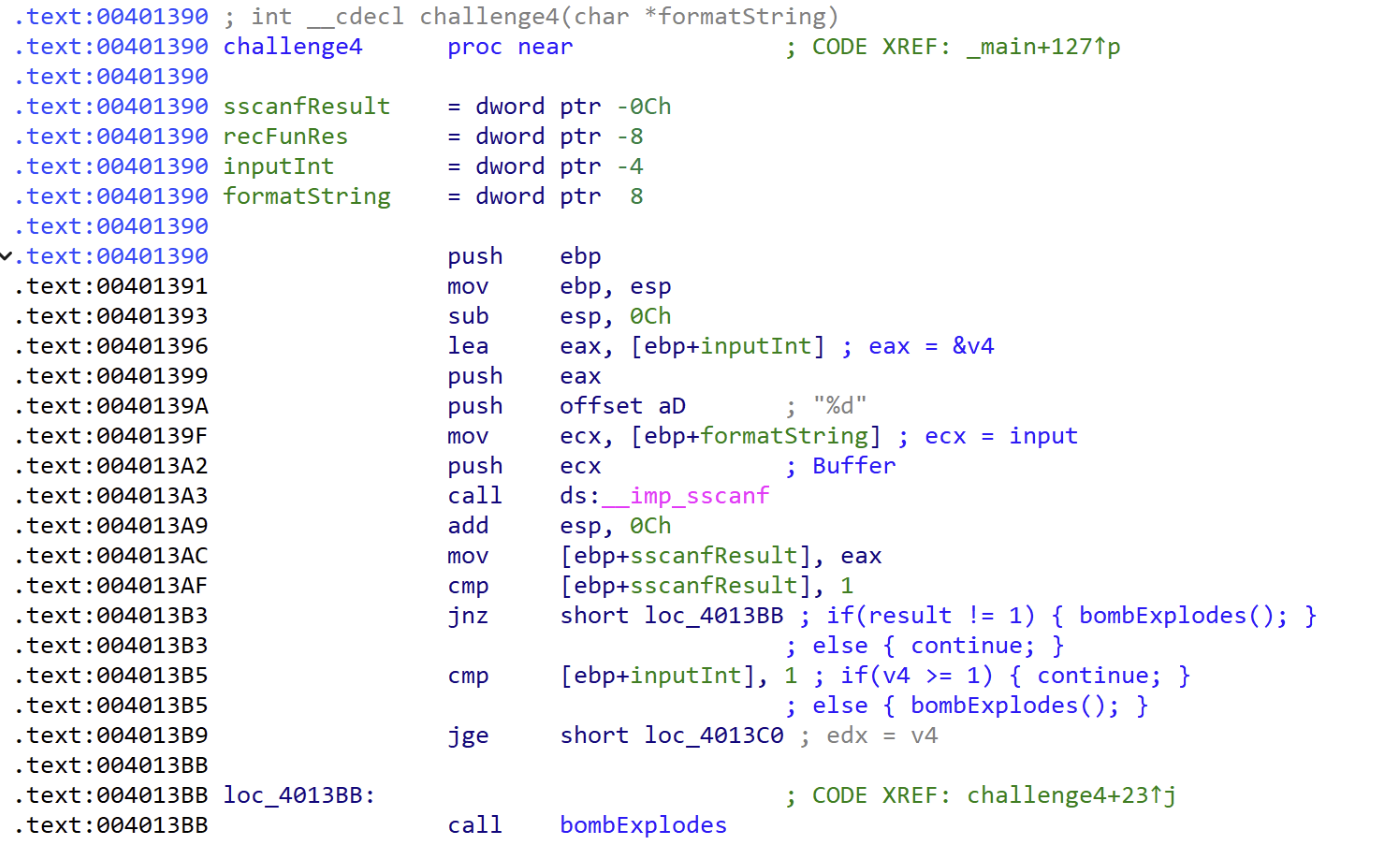 .text:00401390 ; int __cdecl challenge4(char *formatString)
.text:00401390 challenge4      proc near               ; CODE XREF: _main+127↑p
.text:00401390
.text:00401390 sscanfResult    = dword ptr -0Ch
.text:00401390 recFunRes       = dword ptr -8
.text:00401390 inputInt        = dword ptr -4
.text:00401390 formatString    = dword ptr  8
.text:00401390
.text:00401390                 push    ebp
.text:00401391                 mov     ebp, esp
.text:00401393                 sub     esp, 0Ch
.text:00401396                 lea     eax, [ebp+inputInt] ; eax = &v4
.text:00401399                 push    eax
.text:0040139A                 push    offset aD       ; "%d"
.text:0040139F                 mov     ecx, [ebp+formatString] ; ecx = input
.text:004013A2                 push    ecx             ; Buffer
.text:004013A3                 call    ds:__imp_sscanf
.text:004013A9                 add     esp, 0Ch
.text:004013AC                 mov     [ebp+sscanfResult], eax
.text:004013AF                 cmp     [ebp+sscanfResult], 1
.text:004013B3                 jnz     short loc_4013BB ; if(result != 1) { bombExplodes(); }
.text:004013B3                                         ; else { continue; }
.text:004013B5                 cmp     [ebp+inputInt], 1 ; if(v4 >= 1) { continue; }
.text:004013B5                                         ; else { bombExplodes(); }
.text:004013B9                 jge     short loc_4013C0 ; edx = v4
.text:004013BB
.text:004013BB loc_4013BB:                             ; CODE XREF: challenge4+23↑j
.text:004013BB                 call    bombExplodes